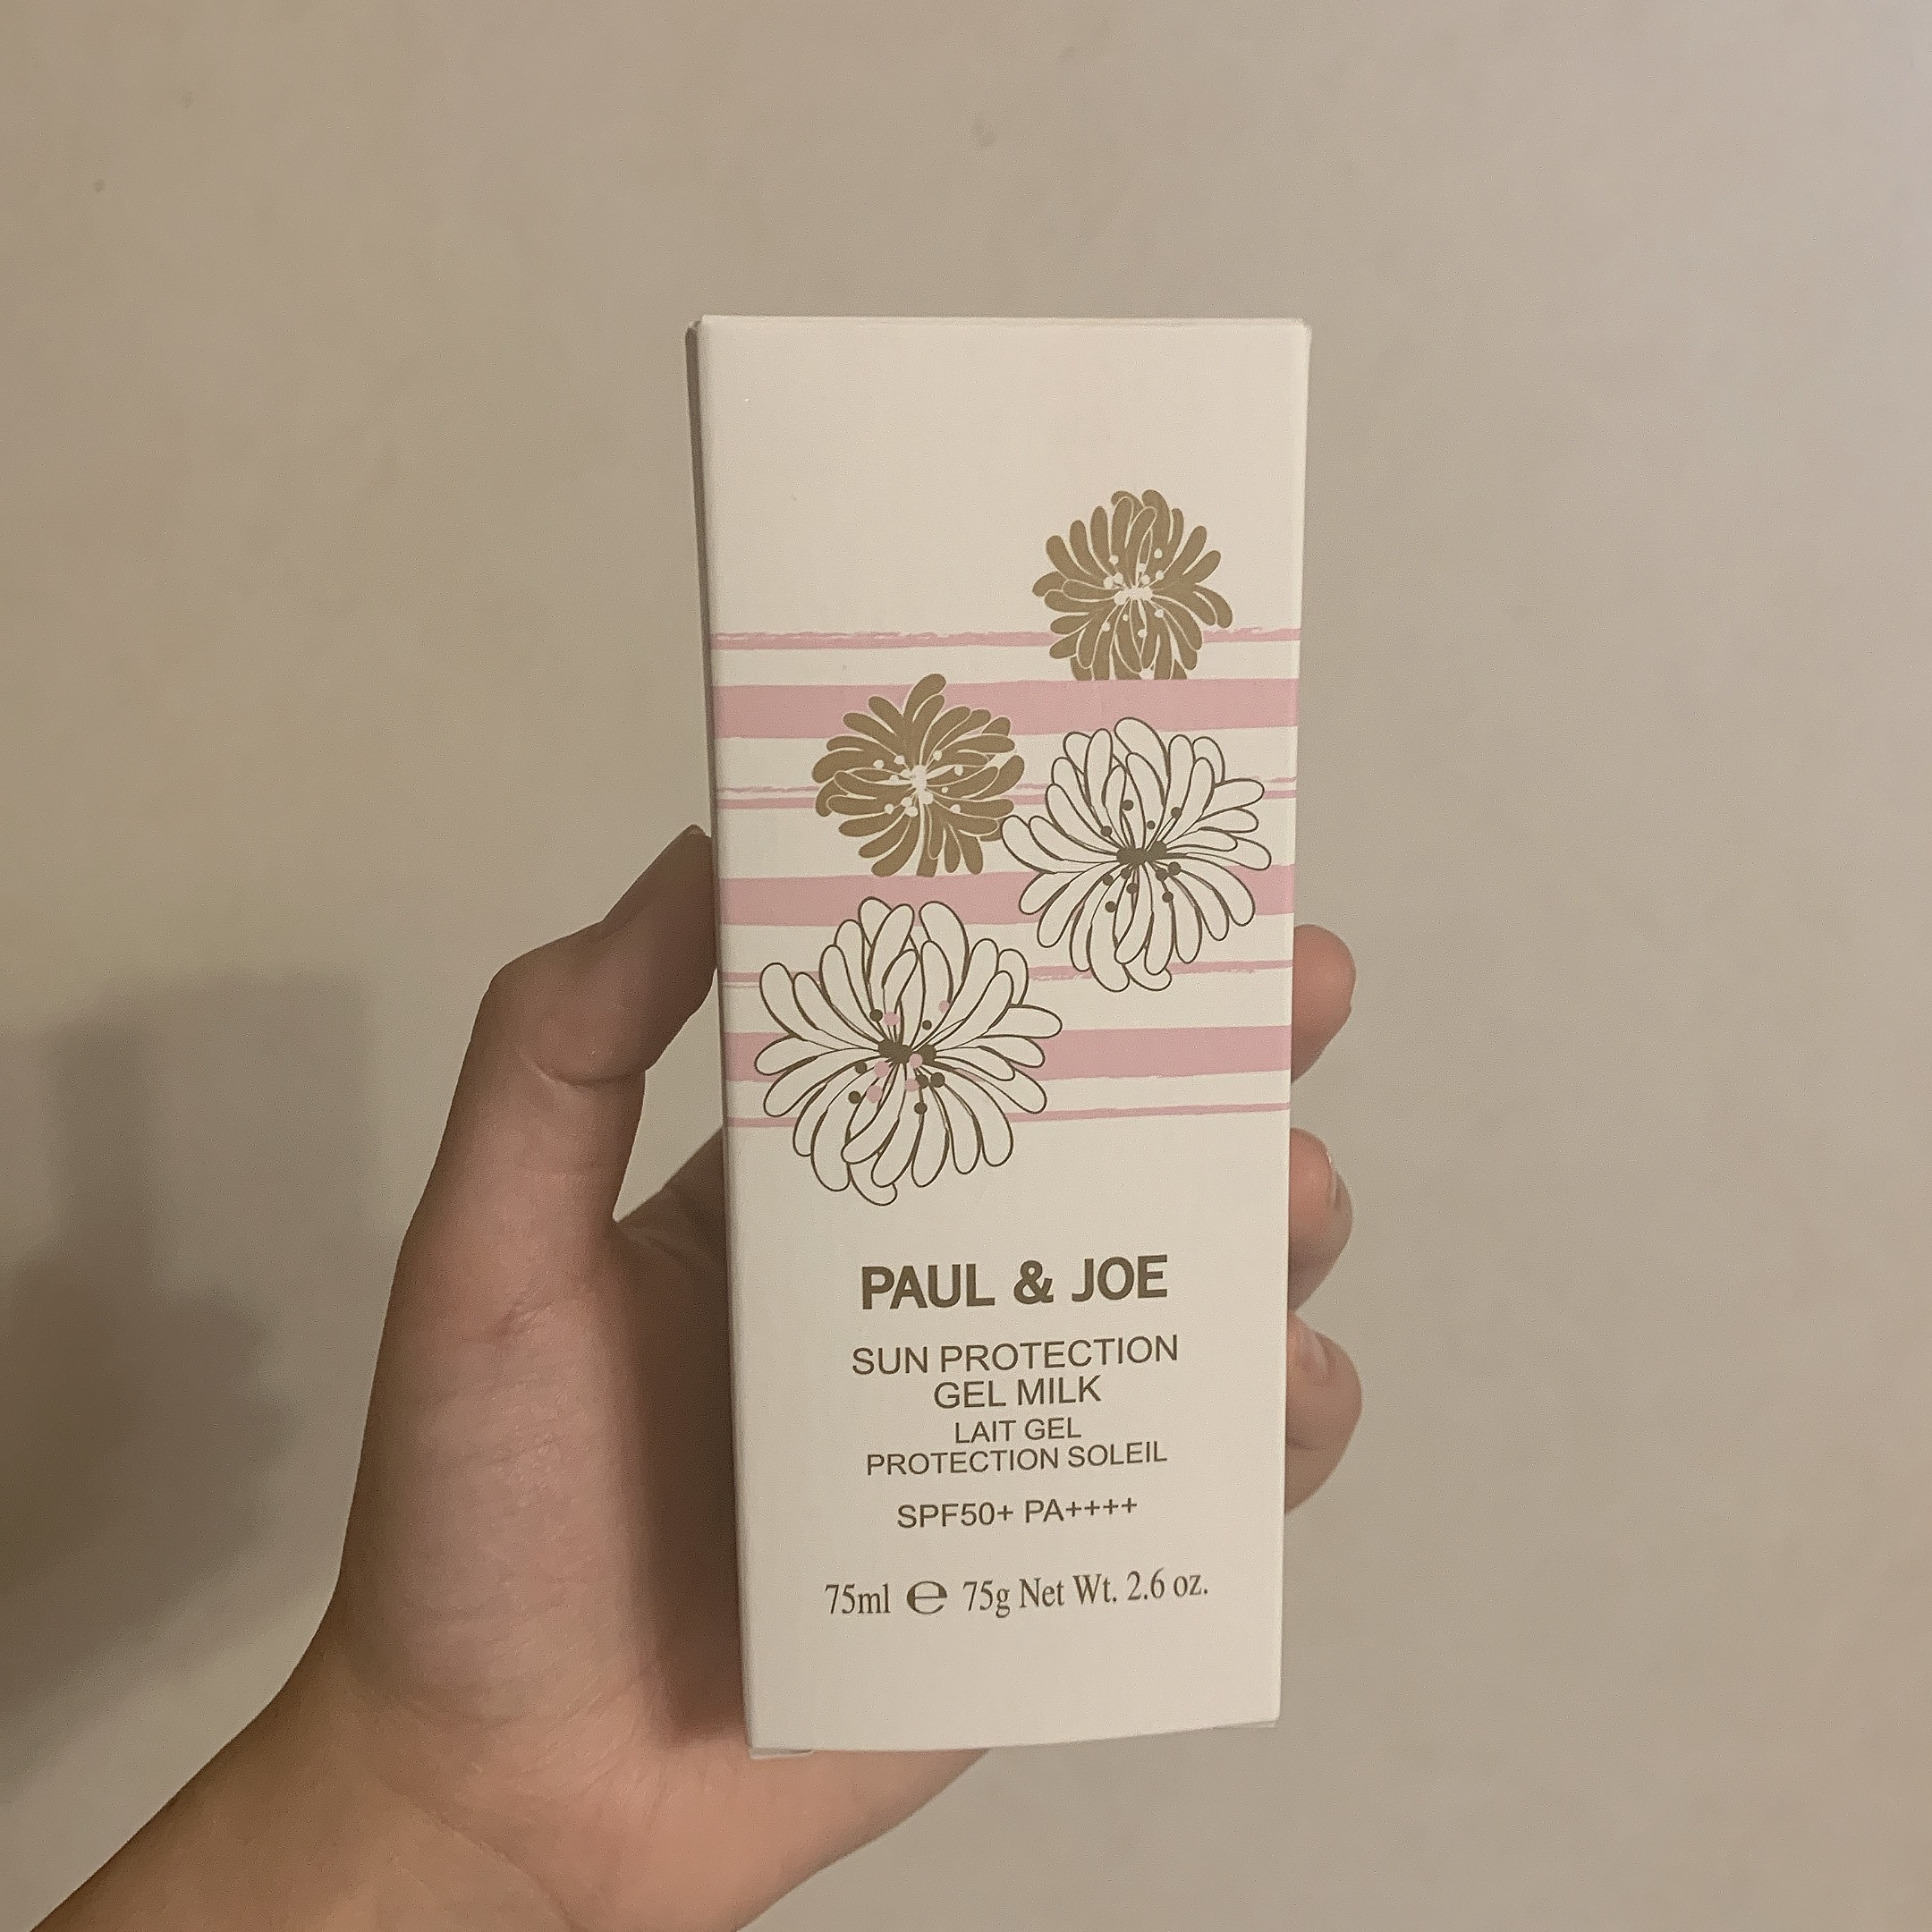 PAUL & JOE
SUN PROTECTION
GEL MILK
LAIT GEL
PROTECTION SOLEIL
SPF50+ PA++++
75ml ℮ 75g Net Wt. 2.6 oz.